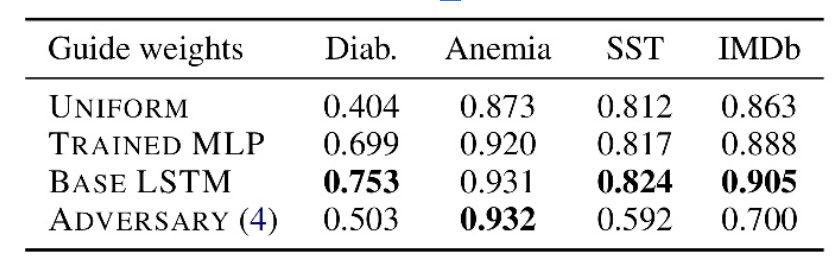 Guide weights Diab. Anemia SST IMDb
UNIFORM 0.404 0.873 0.812 0.863
TRAINED MLP 0.699 0.920 0.817 0.888
BASE LSTM 0.753 0.931 0.824 0.905
ADVERSARY (4) 0.503 0.932 0.592 0.700